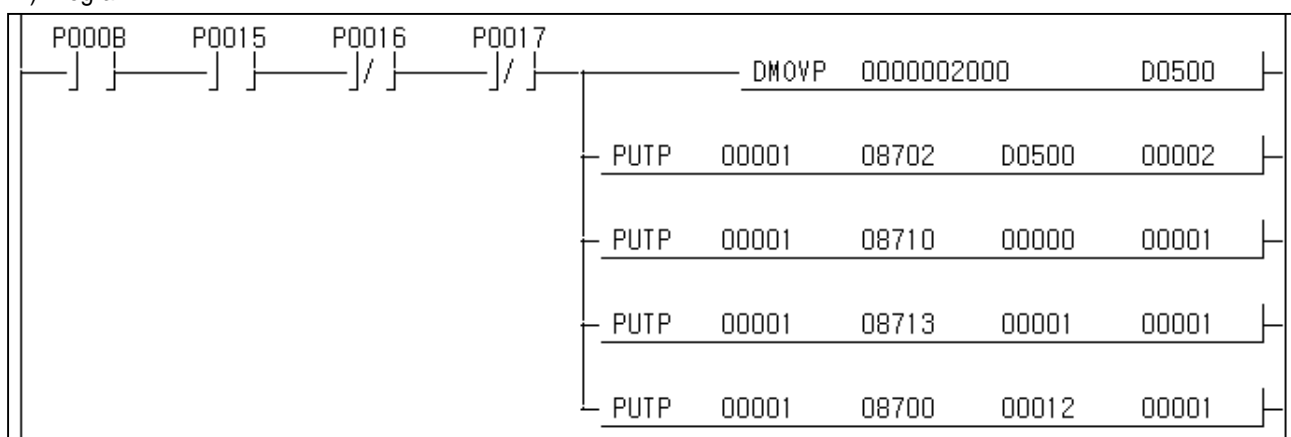 P000B P0015 P0016 P0017
DMOVP 0000002000 D0500
PUTP 00001 08702 D0500 00002
PUTP 00001 08710 00000 00001
PUTP 00001 08713 00001 00001
PUTP 00001 08700 00012 00001